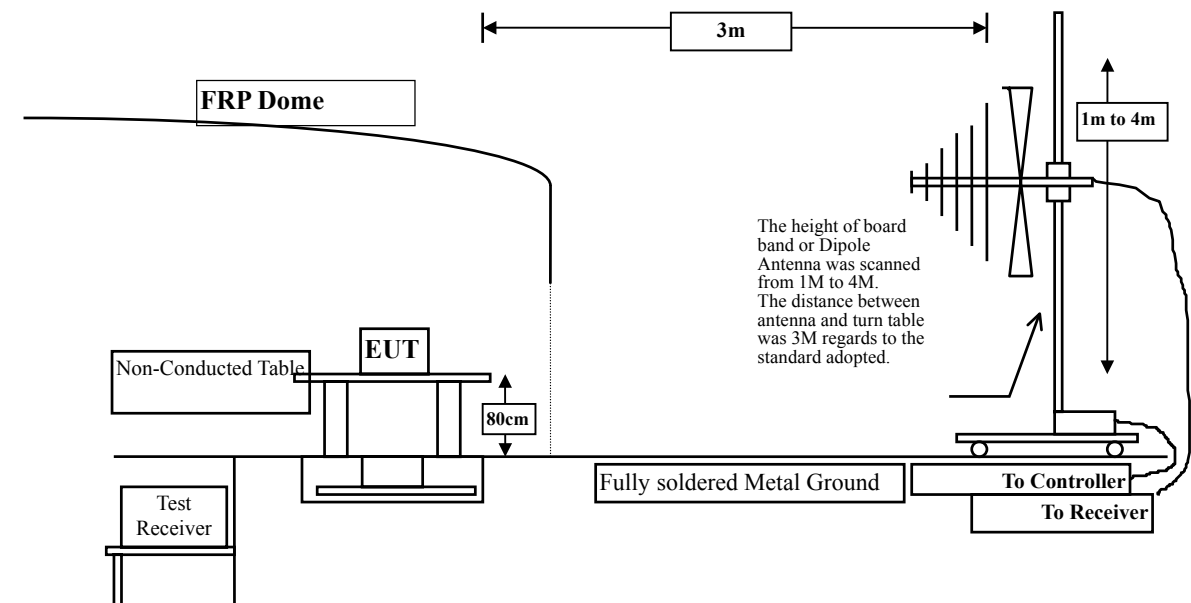 3m
FRP Dome
1m to 4m
The height of board
band or Dipole
Antenna was scanned
from 1M to 4M.
The distance between
antenna and turn table
was 3M regards to the
standard adopted.
EUT
Non-Conducted Table
80cm
Fully soldered Metal Ground
To Controller
To Receiver
Test
Receiver